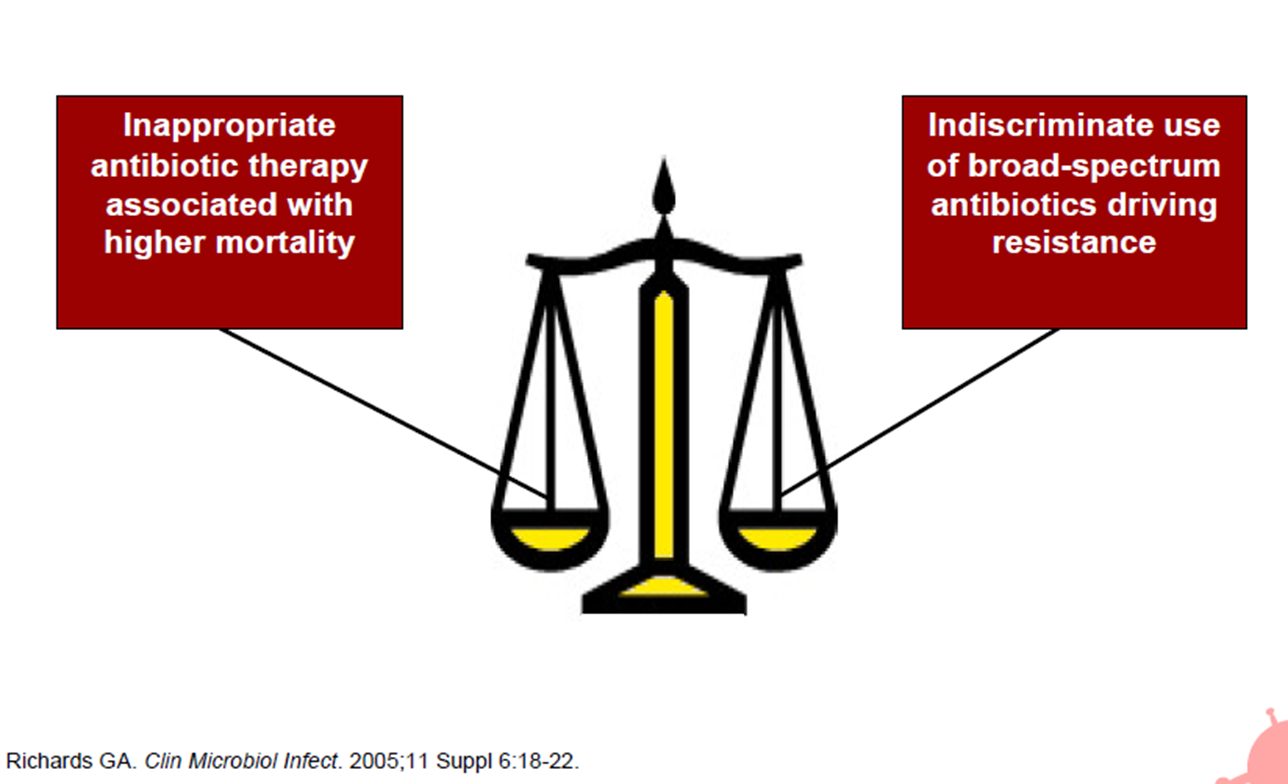 Inappropriate
antibiotic therapy
associated with
higher mortality
Indiscriminate use
of broad-spectrum
antibiotics driving
resistance
Richards GA. Clin Microbiol Infect. 2005;11 Suppl 6:18-22.